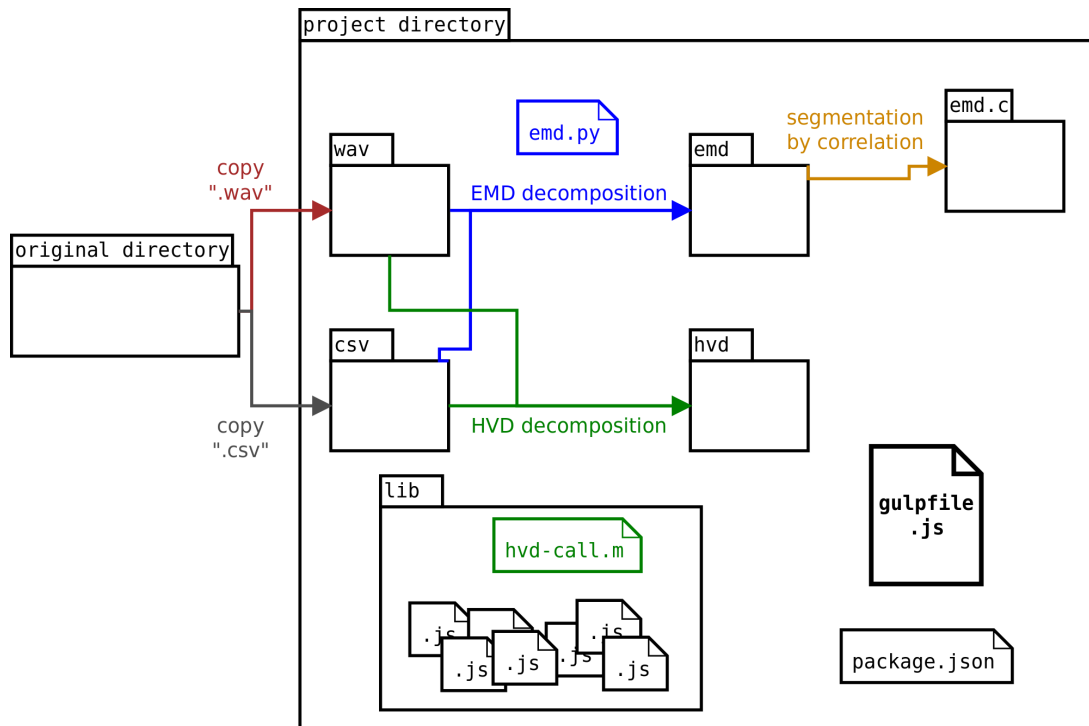 project directory
emd.c
segmentation
by correlation
emd.py
wav
emd
copy
".wav"
EMD decomposition
original directory
csv
hvd
copy
".csv"
HVD decomposition
lib
gulpfile
.js
hvd-call.m
.js
.js
.js
.js
.js
.js
package.json